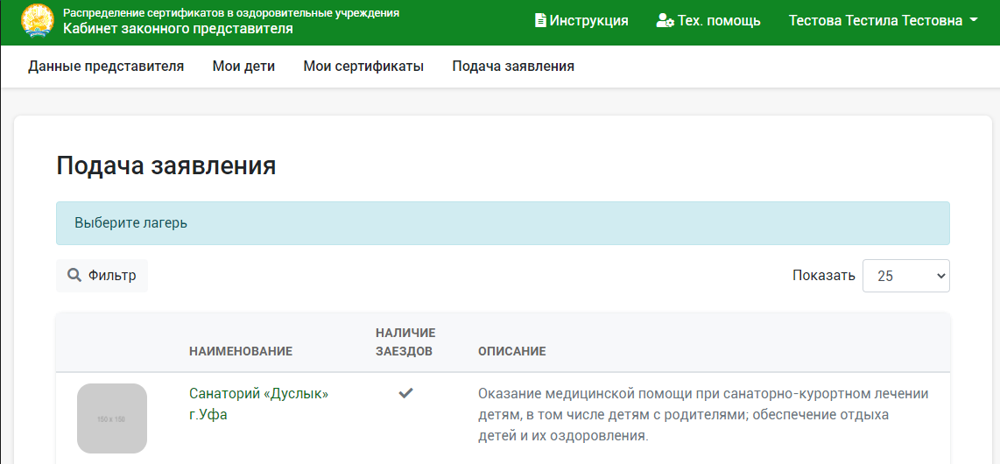 Распределение сертификатов в оздоровительные учреждения
Кабинет законного представителя
Инструкция
Тех. помощь
Тестова Тестила Тестовна
Данные представителя
Мои дети
Мои сертификаты
Подача заявления
Подача заявления
Выберите лагерь
Фильтр
Показать
25
НАИМЕНОВАНИЕ
НАЛИЧИЕ
ЗАЕЗДОВ
ОПИСАНИЕ
150 x 150
Санаторий «Дуслык»
г.Уфа
Оказание медицинской помощи при санаторно-курортном лечении
детям, в том числе детям с родителями; обеспечение отдыха
детей и их оздоровления.